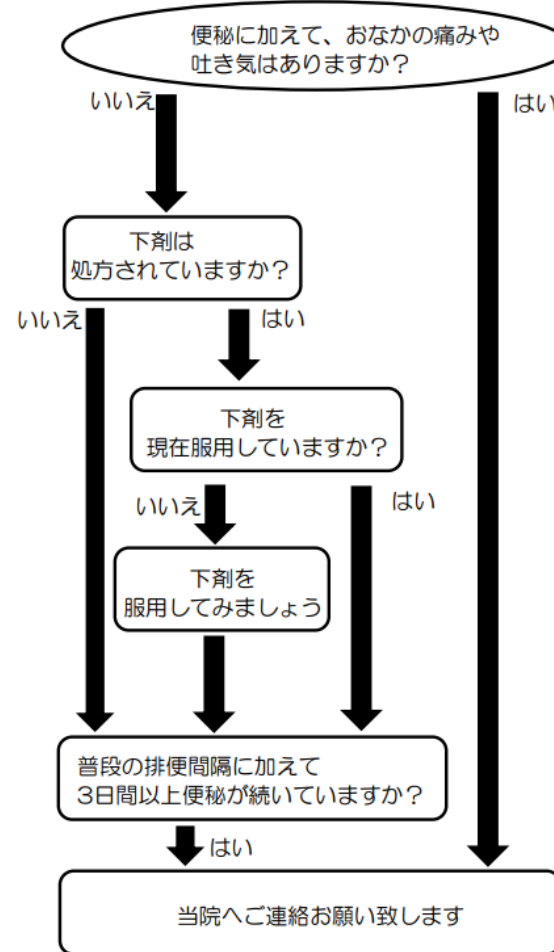 便秘に加えて、おなかの痛みや
吐き気はありますか？
いいえ
はい
下剤は
処方されていますか？
いいえ
はい
下剤を
現在服用していますか？
いいえ
はい
下剤を
服用してみましょう
普段の排便間隔に加えて
3日間以上便秘が続いていますか？
はい
当院へご連絡お願い致します